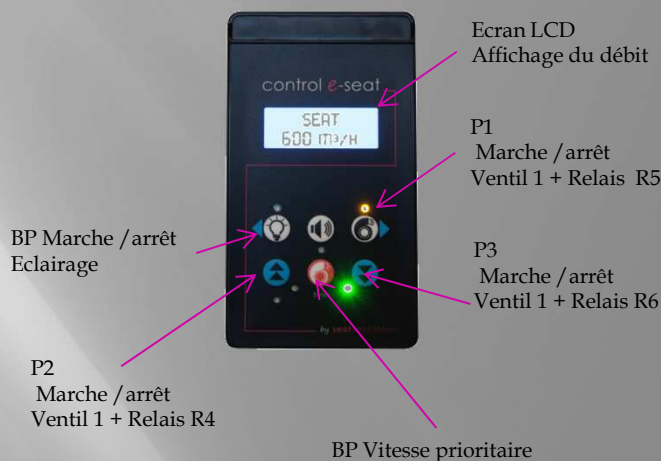 Ecran LCD
Affichage du débit
control e-seat
SEAT
600 m³/H
P1
Marche /arrêt
Ventil 1 + Relais R5
BP Marche /arrêt
Eclairage
P3
Marche /arrêt
Ventil 1 + Relais R6
by seat
P2
Marche /arrêt
Ventil 1 + Relais R4
BP Vitesse prioritaire